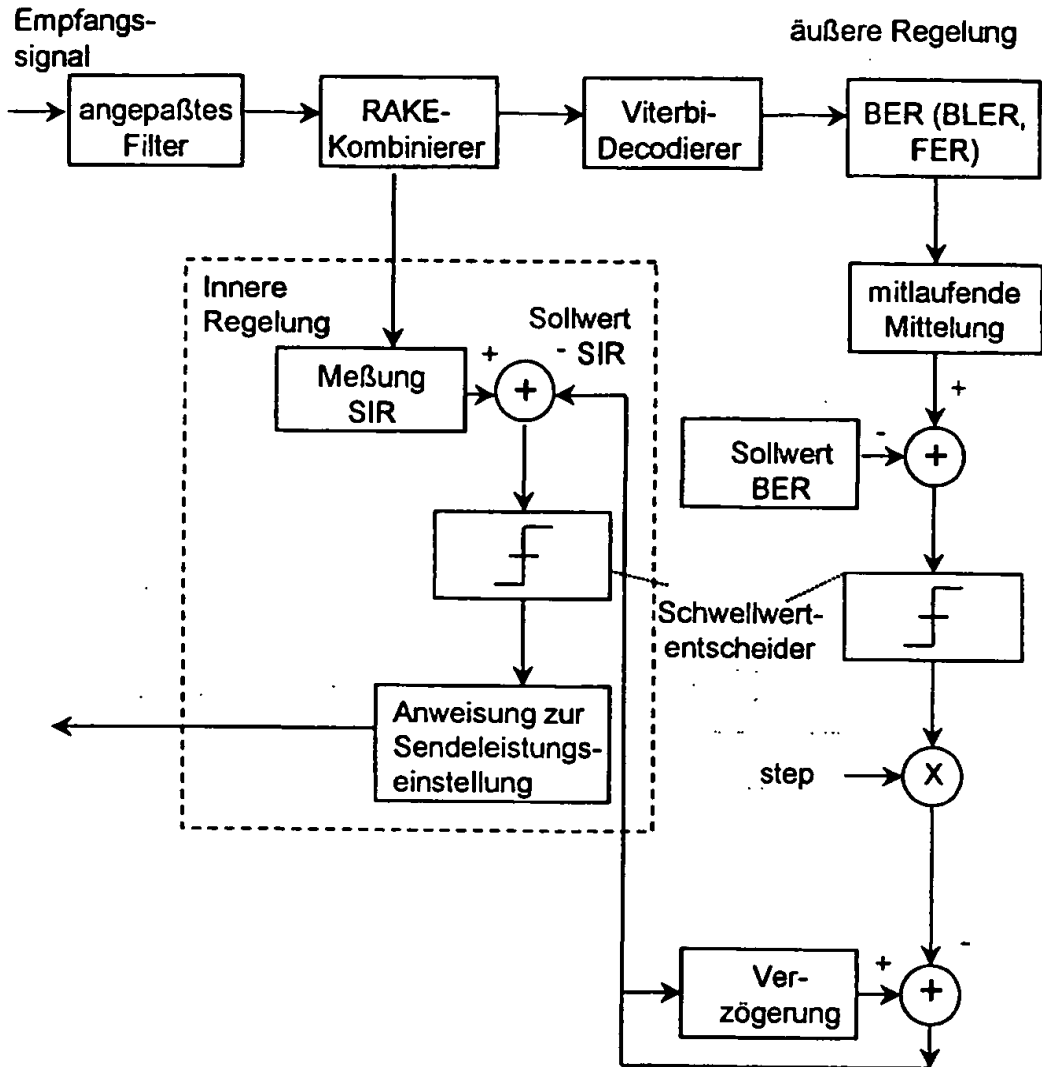 Empfangs-
signal
äußere Regelung
angepaßtes
Filter
RAKE-
Kombinierer
Viterbi-
Decodierer
BER (BLER,
FER)
mitlaufende
Mittelung
Innere
Regelung
Sollwert
- SIR
+
Meßung
SIR
+
+
-
Sollwert
BER
+
Schwellwert-
entscheider
Anweisung zur
Sendeleistungs-
einstellung
step
X
-
+
Ver-
zögerung
+